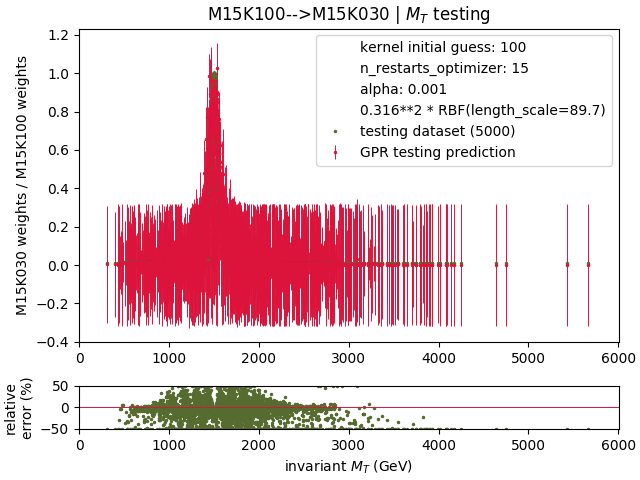 M15K100-->M15K030 | M_T testing
M15K030 weights / M15K100 weights
1.2
1.0
0.8
0.6
0.4
0.2
0.0
−0.2
−0.4
kernel initial guess: 100
n_restarts_optimizer: 15
alpha: 0.001
0.316**2 * RBF(length_scale=89.7)
testing dataset (5000)
GPR testing prediction
0 1000 2000 3000 4000 5000 6000
relative
error (%)
50
0
−50
0 1000 2000 3000 4000 5000 6000
invariant M_T (GeV)